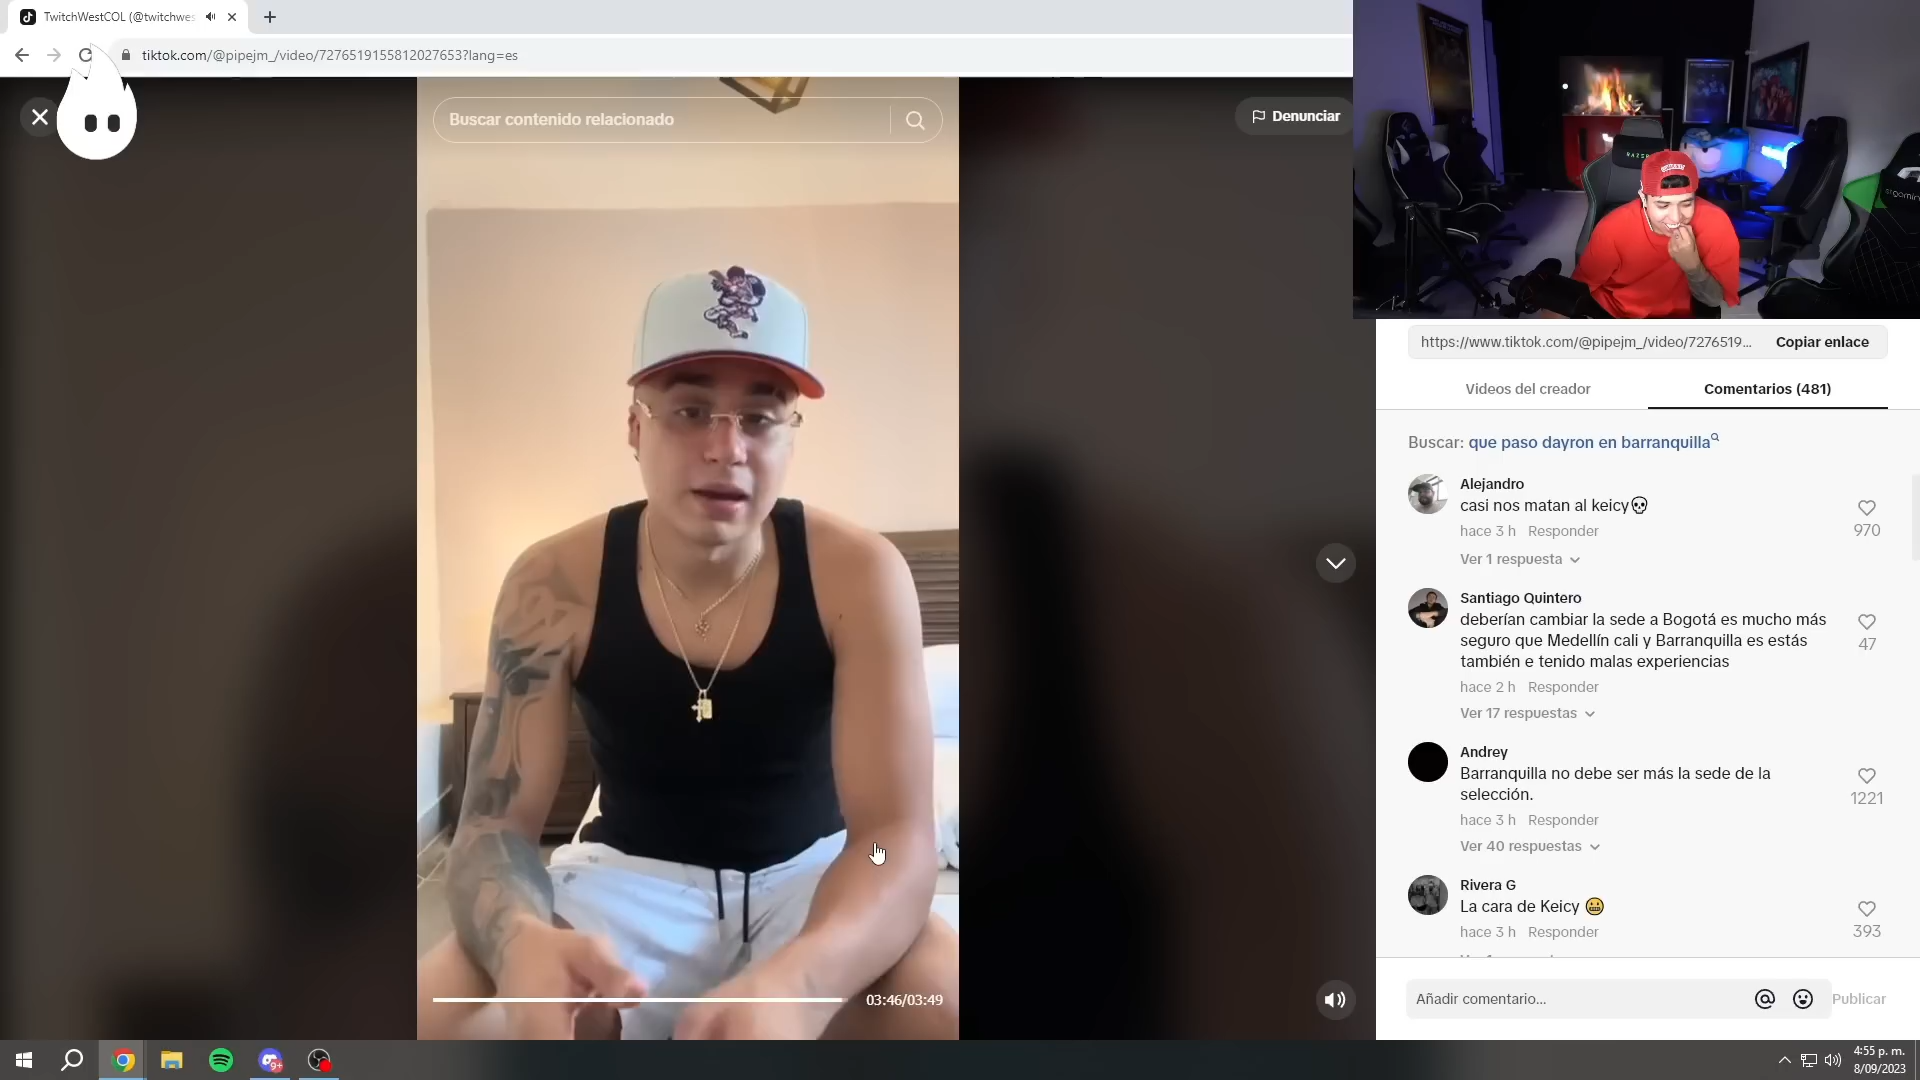 TwitchWestCOL (@twitchwes
tiktok.com/@pipejm_/video/7276519155812027653?lang=es
Buscar contenido relacionado
Denunciar
RAZER
https://www.tiktok.com/@pipejm_/video/7276519...
Copiar enlace
Videos del creador
Comentarios (481)
Buscar: que paso dayron en barranquilla
Alejandro
casi nos matan al keicy💀
hace 3 h Responder
970
Ver 1 respuesta
Santiago Quintero
deberían cambiar la sede a Bogotá es mucho más
seguro que Medellín cali y Barranquilla es estás
también e tenido malas experiencias
47
hace 2 h Responder
Ver 17 respuestas
Andrey
Barranquilla no debe ser más la sede de la
selección.
1221
hace 3 h Responder
Ver 40 respuestas
Rivera G
La cara de Keicy 😬
hace 3 h Responder
393
03:46/03:49
Añadir comentario...
Publicar
9+
4:55 p. m.
8/09/2023